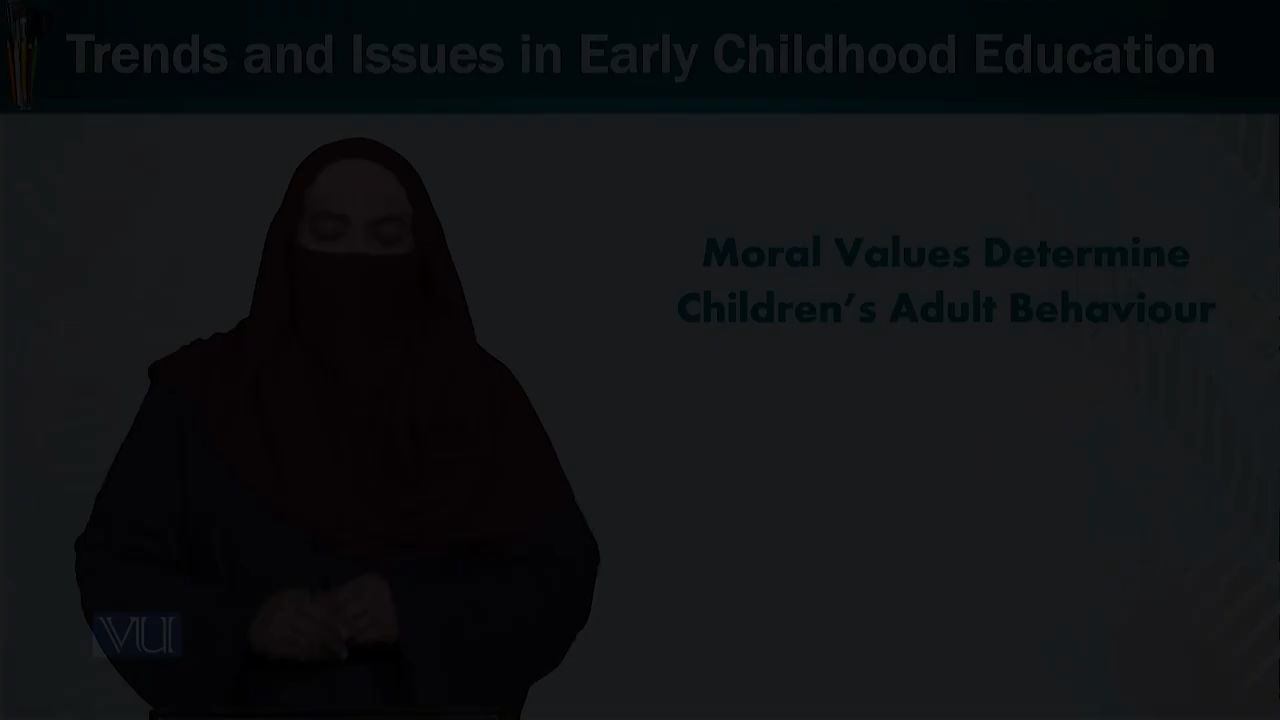 Trends and Issues in Early Childhood Education
Moral Values Determine
Children's Adult Behaviour
VU